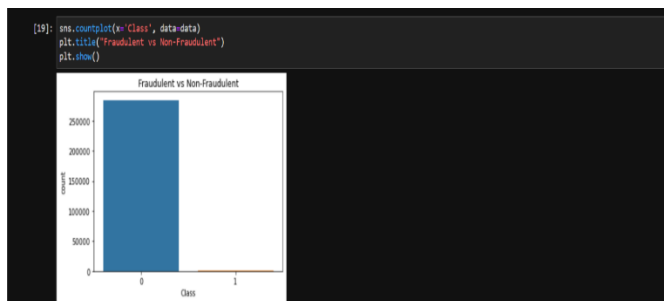 [19]: sns.countplot(x='Class', data=data)
plt.title("Fraudulent vs Non-Fraudulent")
plt.show()
Fraudulent vs Non-Fraudulent
250000
200000
150000
100000
50000
0
count
0 1
Class